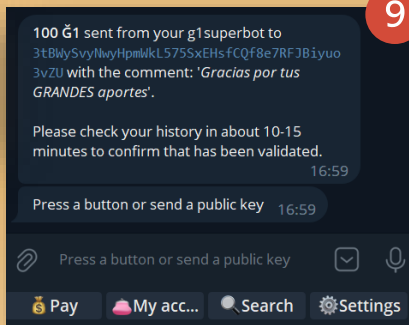 9
100 Ğ1 sent from your g1superbot to
3tBWySvyNwyHpmWkL575SxEHsfCQf8e7RFJBiyuo
3vZU with the comment: 'Gracias por tus
GRANDES aportes'.
Please check your history in about 10-15
minutes to confirm that has been validated.
16:59
Press a button or send a public key 16:59
Press a button or send a public key
Pay My acc... Search Settings